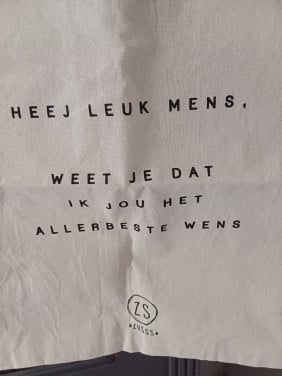 HEEJ LEUK MENS,
WEET JE DAT
IK JOU HET
ALLERBESTE WENS
ZS
*ZUSSS*